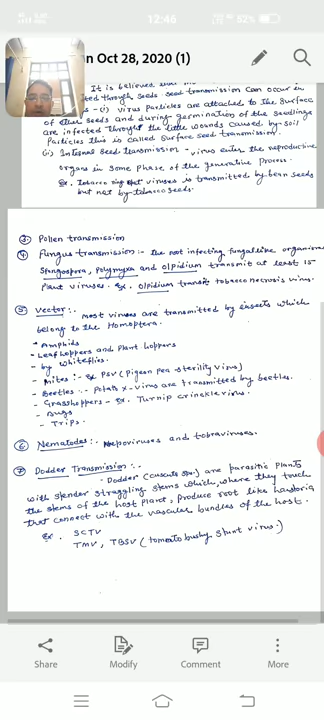 12:46
52%
n Oct 28, 2020 (1)
It is believed
ted through seeds seed transmission can occur in
s - (i) virus particles are attached to the surface
of the seeds and during germination of the seedlings
are infected throught the little wounds caused by soil
particles this is called surface seed transmission.
(ii) Internal seed transmission - virus enter the reproductive
organs in some phase of the generative process.
Ex. Tobacco ring spot viruses is transmitted by bean seeds
but not by tobacco seeds.
③ Pollen transmission
④ Fungus transmission :- The root infecting, fungal like organisms
Spongospora, polymyxa and olpidium transmit at least 15
plant viruses. ex. olpidium transits tobacco necrosis virus.
⑤ Vector :-
most viruses are transmitted by insects which
belong to the Homoptera.
- Amphids
- Leafhoppers and Plant hoppers
- by whiteflies.
- Mites :- Ex PSV (Pigeon pea sterility virus)
- Beetles :- Potato x-virus are transmitted by beetles.
- Grasshoppers - Ex. Turnip crinckle virus.
- Bugs
- Trips.
⑥ Nematodes :- Nepoviruses and tobraviruses.
⑦ Dodder Transmission :-
- Dodder (cuscuta spp.) are parasitic plants
with slender straggling stems which, where they touch
the stems of the host plant, produce root like haustoria
that connect with the vascular bundles of the host.
Ex. SCTV
TMV, TBSV (tomato bushy stunt virus.)
Share
Modify
Comment
More